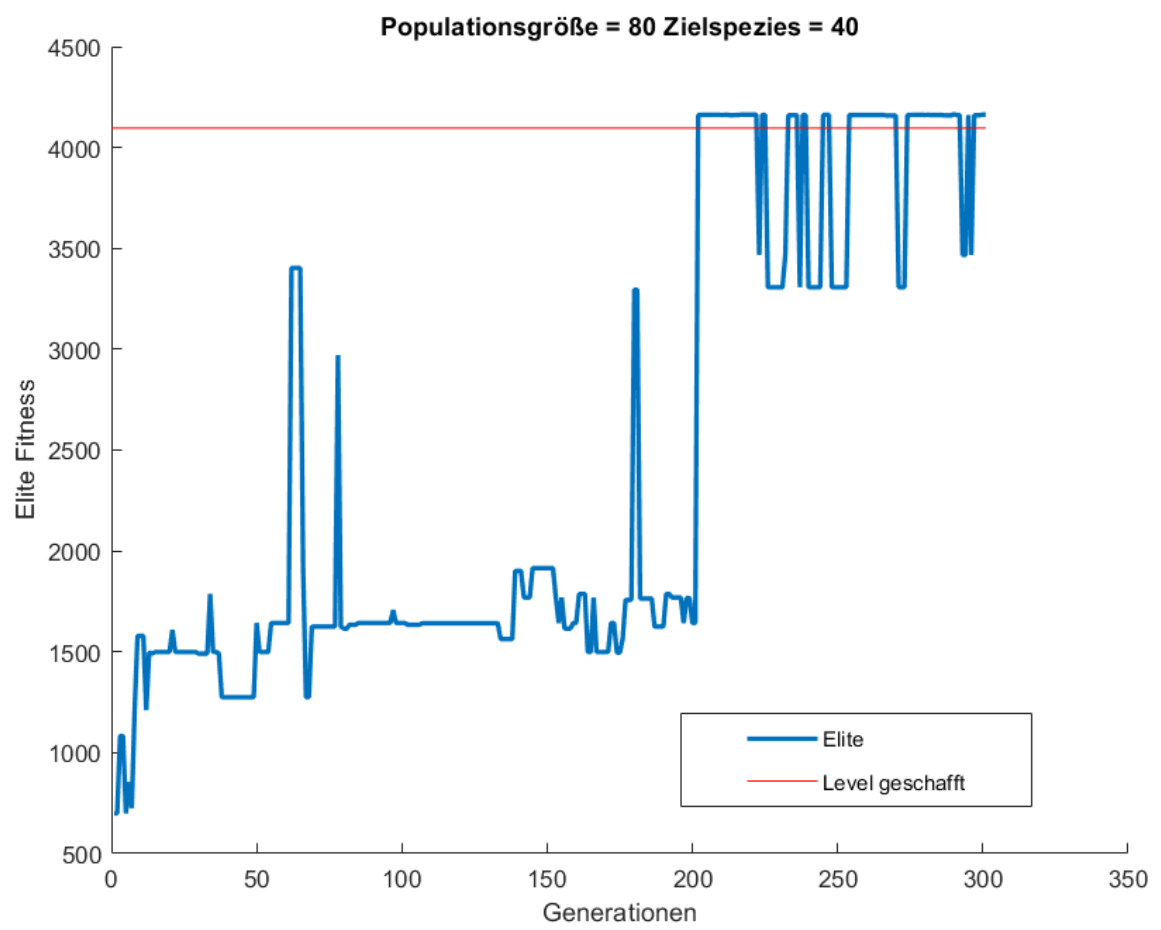 Populationsgröße = 80 Zielspezies = 40
4500
4000
3500
3000
2500
2000
1500
1000
500
Elite Fitness
Elite
Level geschafft
0 50 100 150 200 250 300 350
Generationen